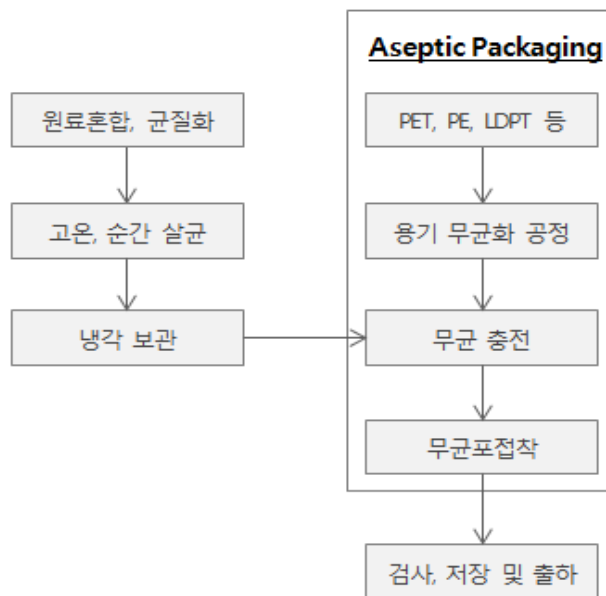 Aseptic Packaging
원료혼합, 균질화
PET, PE, LDPT 등
고온, 순간 살균
용기 무균화 공정
냉각 보관
무균 충전
무균포접착
검사, 저장 및 출하